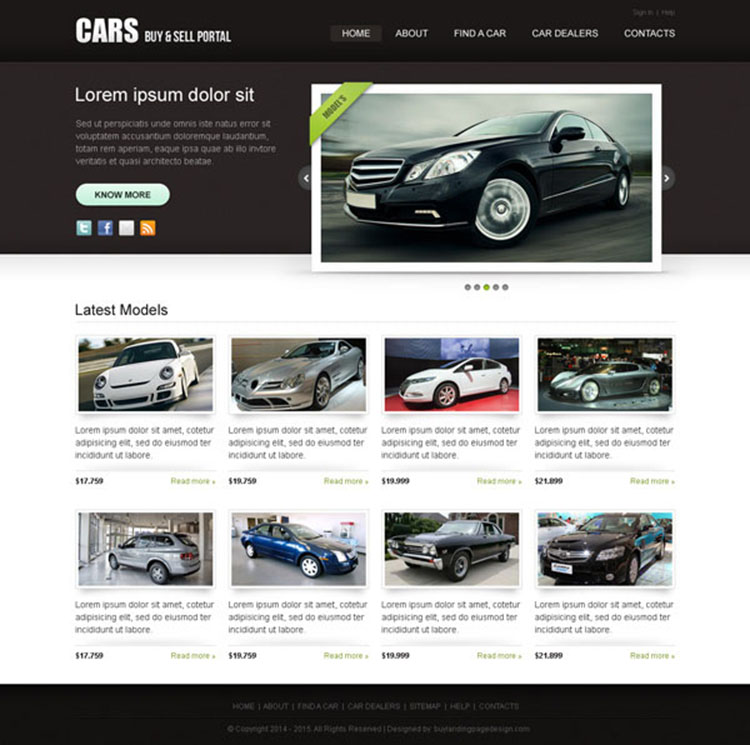 Sign In | Help
CARS BUY & SELL PORTAL
HOME ABOUT FIND A CAR CAR DEALERS CONTACTS
Lorem ipsum dolor sit
Sed ut perspiciatis unde omnis iste natus error sit
voluptatem accusantium doloremque laudantium,
totam rem aperiam, eaque ipsa quae ab illo invtore
veritatis et quasi architecto beatae.
KNOW MORE
MODEL'S
Latest Models
Lorem ipsum dolor sit amet, cotetur
adipisicing elit, sed do eiusmod ter
incididunt ut labore.
$17.759 Read more »
Lorem ipsum dolor sit amet, cotetur
adipisicing elit, sed do eiusmod ter
incididunt ut labore.
$19.759 Read more »
Lorem ipsum dolor sit amet, cotetur
adipisicing elit, sed do eiusmod ter
incididunt ut labore.
$19.999 Read more »
Lorem ipsum dolor sit amet, cotetur
adipisicing elit, sed do eiusmod ter
incididunt ut labore.
$21.899 Read more »
Lorem ipsum dolor sit amet, cotetur
adipisicing elit, sed do eiusmod ter
incididunt ut labore.
$17.759 Read more »
Lorem ipsum dolor sit amet, cotetur
adipisicing elit, sed do eiusmod ter
incididunt ut labore.
$19.759 Read more »
Lorem ipsum dolor sit amet, cotetur
adipisicing elit, sed do eiusmod ter
incididunt ut labore.
$19.999 Read more »
Lorem ipsum dolor sit amet, cotetur
adipisicing elit, sed do eiusmod ter
incididunt ut labore.
$21.899 Read more »
HOME | ABOUT | FIND A CAR | CAR DEALERS | SITEMAP | HELP | CONTACTS
© Copyright 2014 - 2015. All Rights Reserved | Designed by: buylandingpagedesign.com